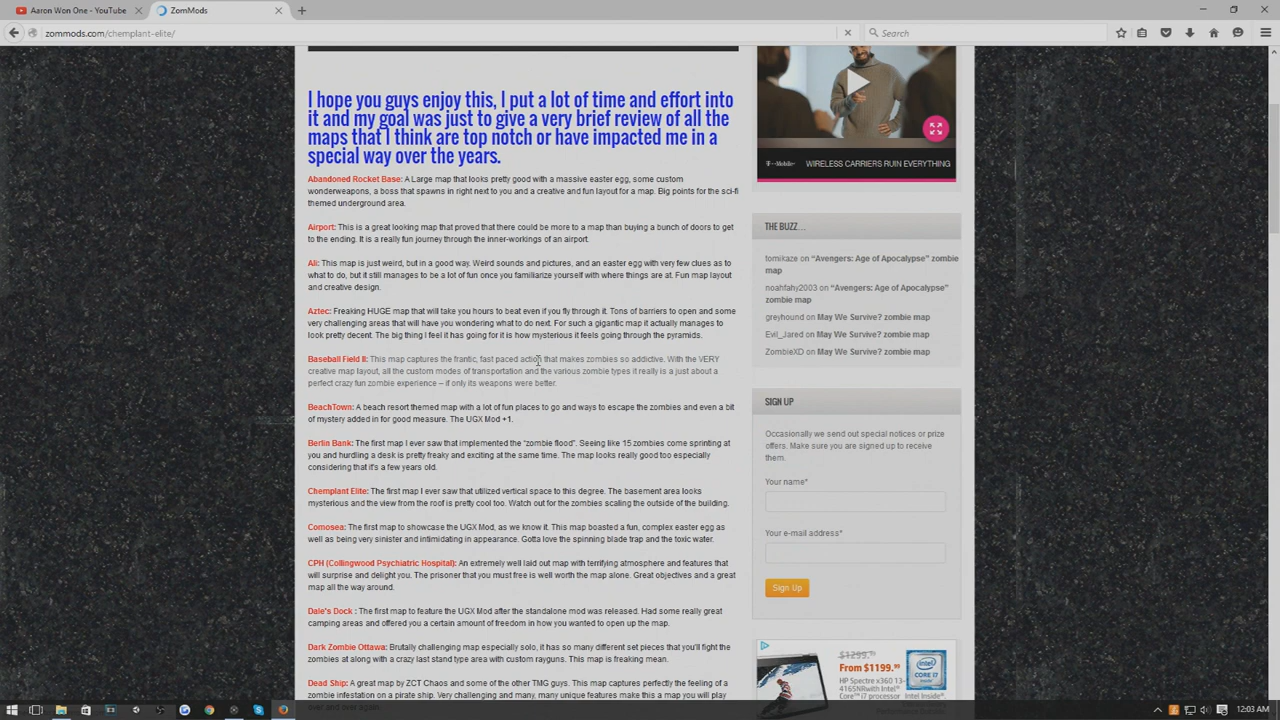 Aaron Won One - YouTube
ZomMods
zommods.com/chemplant-elite/
Search
I hope you guys enjoy this, I put a lot of time and effort into
it and my goal was just to give a very brief review of all the
maps that I think are top notch or have impacted me in a
special way over the years.
Abandoned Rocket Base: A Large map that looks pretty good with a massive easter egg, some custom
wonderweapons, a boss that spawns in right next to you and a creative and fun layout for a map. Big points for the sci-fi
themed underground area.
Airport: This is a great looking map that proved that there could be more to a map than buying a bunch of doors to get
to the ending. It is a really fun journey through the inner-workings of an airport.
Ali: This map is just weird, but in a good way. Weird sounds and pictures, and an easter egg with very few clues as to
what to do, but it still manages to be a lot of fun once you familiarize yourself with where things are at. Fun map layout
and creative design.
Aztec: Freaking HUGE map that will take you hours to beat even if you fly through it. Tons of barriers to open and some
very challenging areas that will have you wondering what to do next. For such a gigantic map it actually manages to
look pretty decent. The big thing I feel it has going for it is how mysterious it feels going through the pyramids.
Baseball Field II: This map captures the frantic, fast paced action that makes zombies so addictive. With the VERY
creative map layout, all the custom modes of transportation and the various zombie types it really is a just about a
perfect crazy fun zombie experience – if only its weapons were better.
BeachTown: A beach resort themed map with a lot of fun places to go and ways to escape the zombies and even a bit
of mystery added in for good measure. The UGX Mod +1.
Berlin Bank: The first map I ever saw that implemented the "zombie flood". Seeing like 15 zombies come sprinting at
you and hurdling a desk is pretty freaky and exciting at the same time. The map looks really good too especially
considering that it's a few years old.
Chemplant Elite: The first map I ever saw that utilized vertical space to this degree. The basement area looks
mysterious and the view from the roof is pretty cool too. Watch out for the zombies scaling the outside of the building.
Comosea: The first map to showcase the UGX Mod, as we know it. This map boasted a fun, complex easter egg as
well as being very sinister and intimidating in appearance. Gotta love the spinning blade trap and the toxic water.
CPH (Collingwood Psychiatric Hospital): An extremely well laid out map with terrifying atmosphere and features that
will surprise and delight you. The prisoner that you must free is well worth the map alone. Great objectives and a great
map all the way around.
Dale's Dock : The first map to feature the UGX Mod after the standalone mod was released. Had some really great
camping areas and offered you a certain amount of freedom in how you wanted to open up the map.
Dark Zombie Ottawa: Brutally challenging map especially solo, it has so many different set pieces that you'll fight the
zombies at along with a crazy last stand type area with custom rayguns. This map is freaking mean.
Dead Ship: A great map by ZCT Chaos and some of the other TMG guys. This map captures perfectly the feeling of a
zombie infestation on a pirate ship. Very challenging and many, many unique features make this a map you will play
over and over again.
T-Mobile
WIRELESS CARRIERS RUIN EVERYTHING
THE BUZZ...
tomikaze on "Avengers: Age of Apocalypse" zombie
map
noahfahy2003 on "Avengers: Age of Apocalypse"
zombie map
greyhound on May We Survive? zombie map
Evil_Jared on May We Survive? zombie map
ZombieXD on May We Survive? zombie map
SIGN UP
Occasionally we send out special notices or prize
offers. Make sure you are signed up to receive
them.
Your name*
Your e-mail address*
Sign Up
$1299.99
From $1199.99
HP Spectre x360 13-
4165NRwith Intel®
Core™ i7 processor
intel
CORE i7
12:03 AM